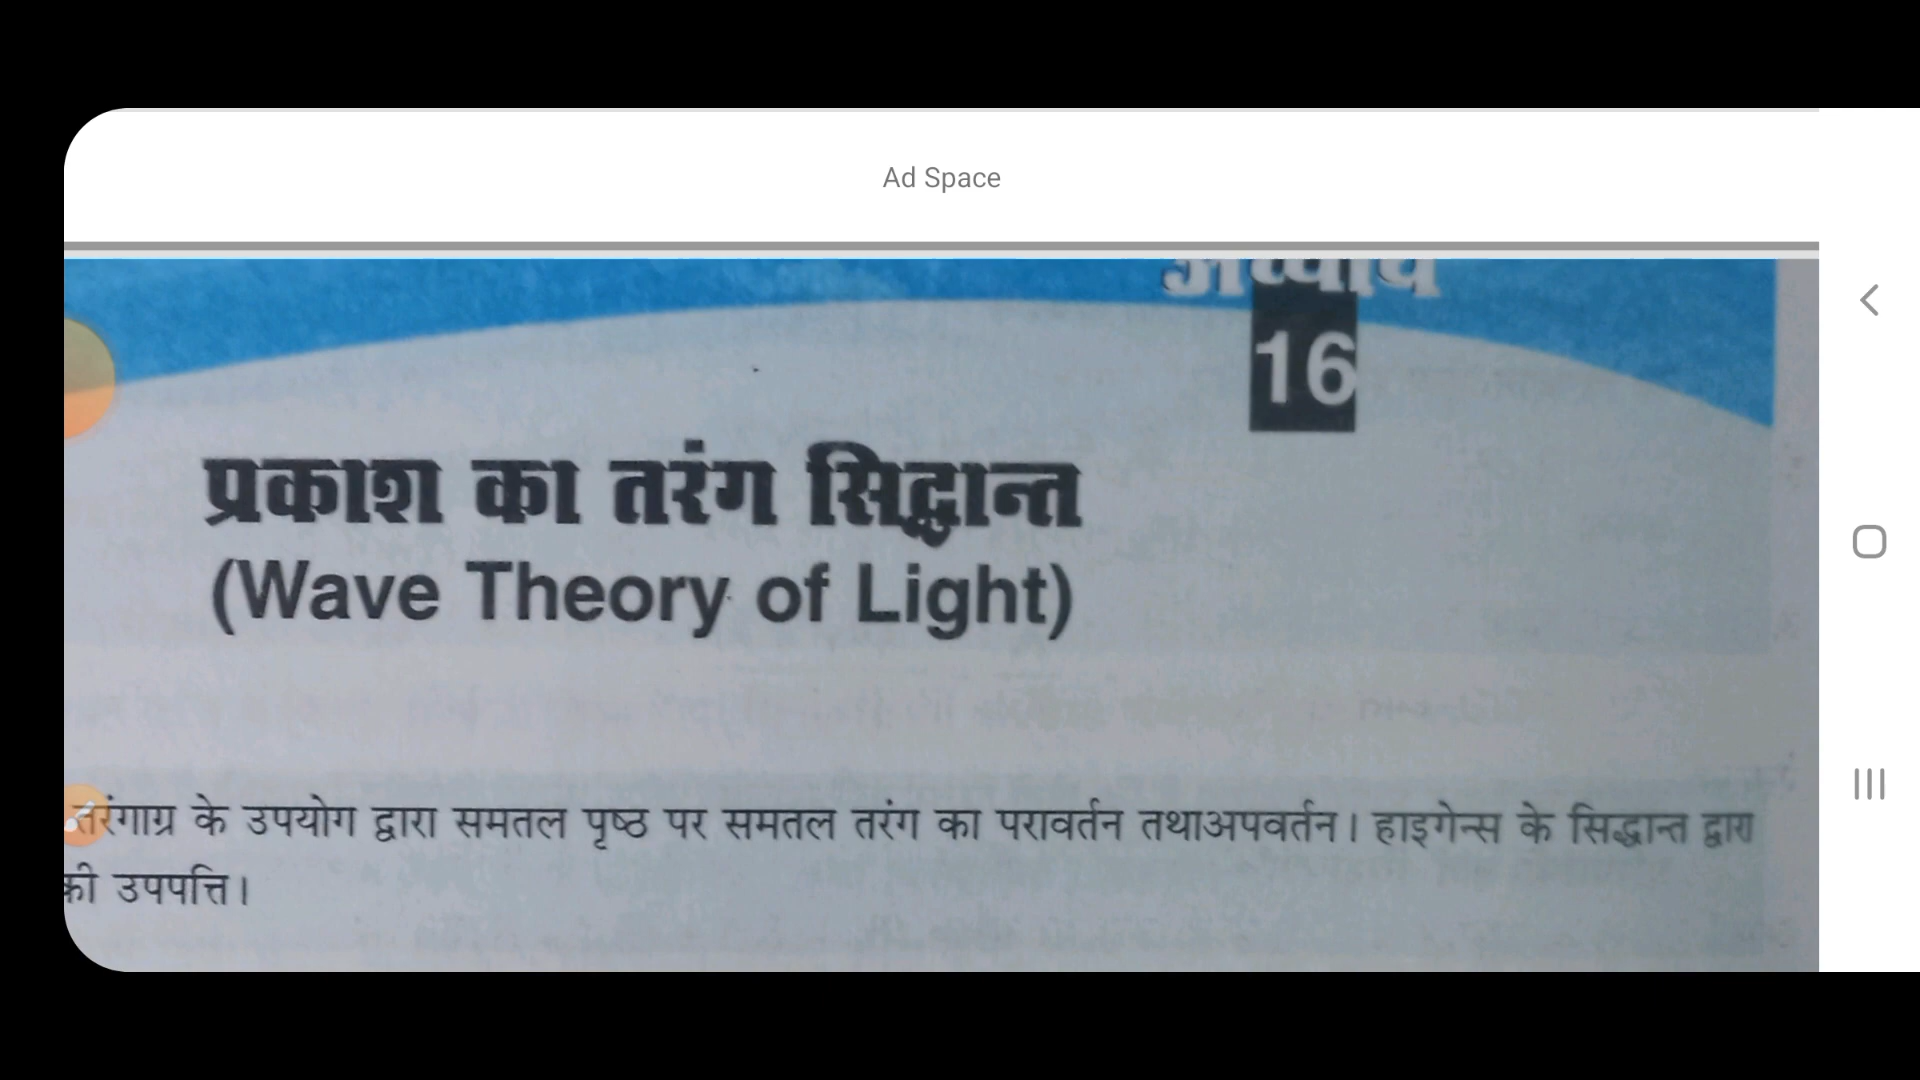 Ad Space
अध्याय
16
प्रकाश का तरंग सिद्धान्त
(Wave Theory of Light)
तरंगाग्र के उपयोग द्वारा समतल पृष्ठ पर समतल तरंग का परावर्तन तथाअपवर्तन। हाइगेन्स के सिद्धान्त द्वारा
की उपपत्ति।